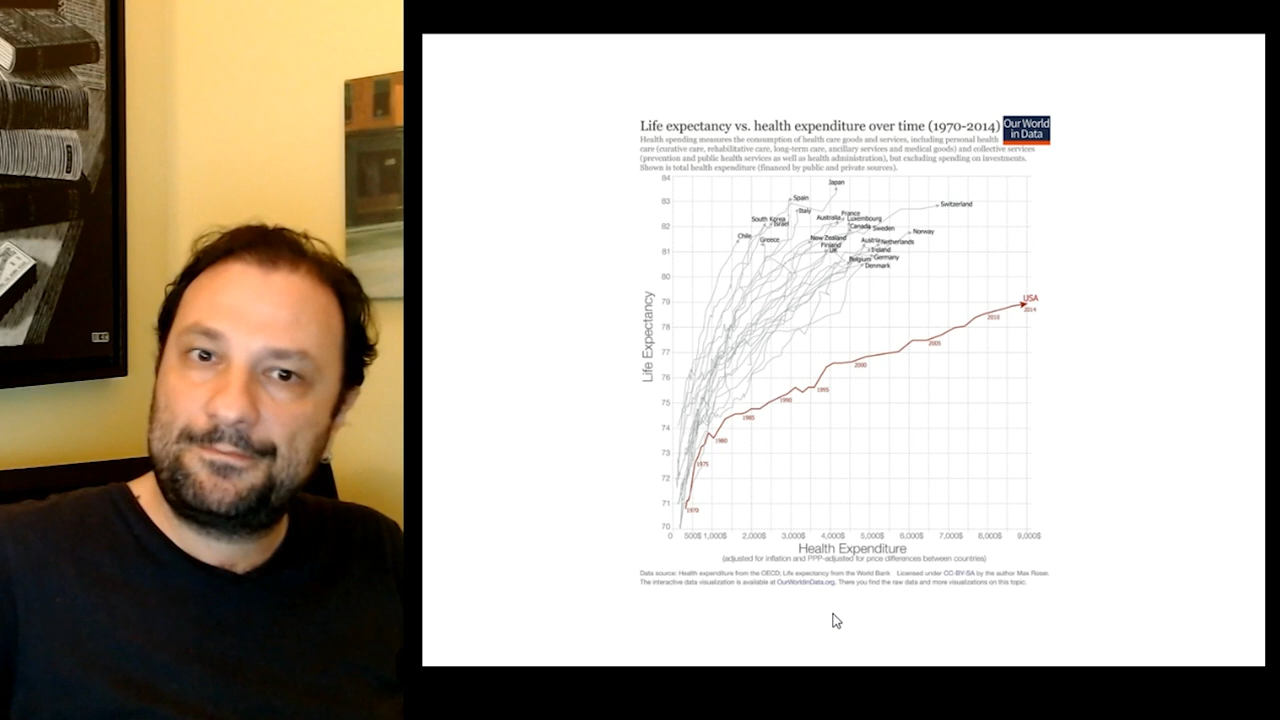 Life expectancy vs. health expenditure over time (1970-2014)
Our World
in Data
Health spending measures the consumption of health care goods and services, including personal health
care (curative care, rehabilitative care, long-term care, ancillary services and medical goods) and collective services
(prevention and public health services as well as health administration), but excluding spending on investments.
Shown is total health expenditure (financed by public and private sources).
84
83
82
81
80
79
78
77
76
75
74
73
72
71
70
Life Expectancy
Japan
Spain
Italy
Switzerland
South Korea
Israel
Australia
France
Luxembourg
Canada
Sweden
Norway
Chile
Greece
New Zealand
Finland
UK
Austria
Netherlands
Ireland
Belgium
Germany
Denmark
USA
2014
2010
2005
2000
1995
1990
1985
1980
1975
1970
0 500$ 1,000$ 2,000$ 3,000$ 4,000$ 5,000$ 6,000$ 7,000$ 8,000$ 9,000$
Health Expenditure
(adjusted for inflation and PPP-adjusted for price differences between countries)
Data source: Health expenditure from the OECD; Life expectancy from the World Bank Licensed under CC-BY-SA by the author Max Roser.
The interactive data visualization is available at OurWorldinData.org. There you find the raw data and more visualizations on this topic.